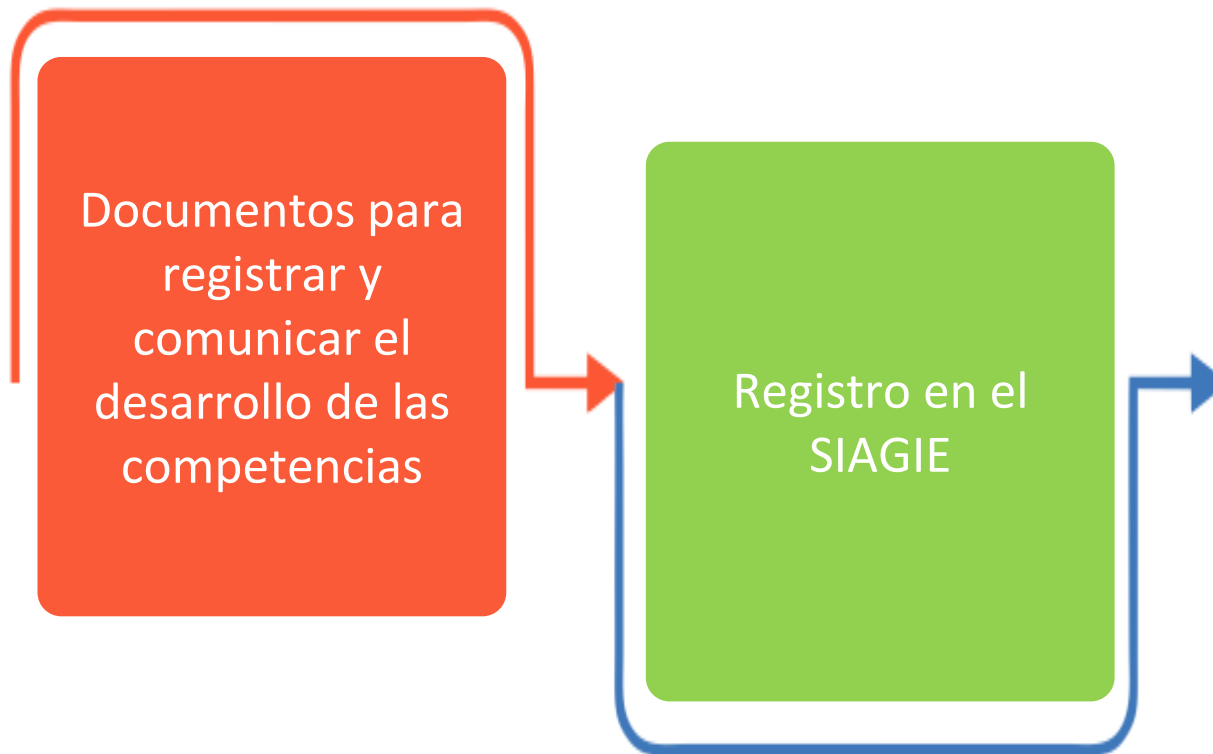 Documentos para
registrar y
comunicar el
desarrollo de las
competencias
Registro en el
SIAGIE